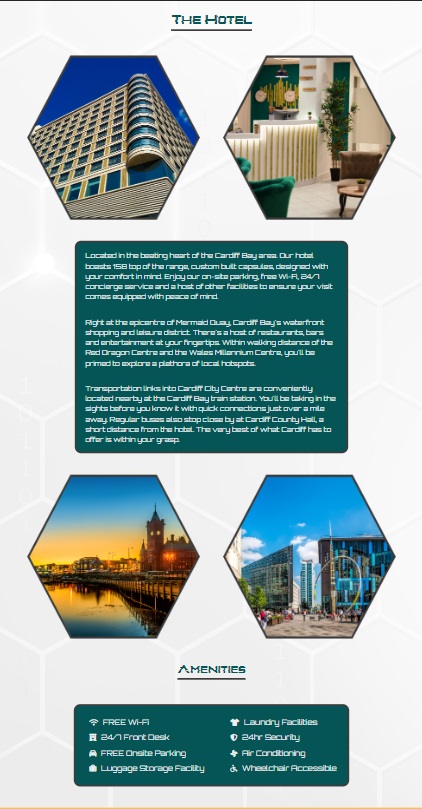 The Hotel
Located in the beating heart of the Cardiff Bay area. Our hotel
boasts 158 top of the range, custom built capsules, designed with
your comfort in mind. Enjoy our on-site parking, free Wi-Fi, 24/7
concierge service and a host of other facilities to ensure your visit
comes equipped with peace of mind.
Right at the epicentre of Mermaid Quay, Cardiff Bay's waterfront
shopping and leisure district. There's a host of restaurants, bars
and entertainment at your fingertips. Within walking distance of the
Red Dragon Centre and the Wales Millennium Centre, you'll be
primed to explore a plethora of local hotspots.
Transportation links into Cardiff City Centre are conveniently
located nearby at the Cardiff Bay train station. You'll be taking in the
sights before you know it with quick connections just over a mile
away. Regular buses also stop close by at Cardiff County Hall, a
short distance from the hotel. The very best of what Cardiff has to
offer is within your grasp.
Amenities
FREE Wi-Fi
Laundry Facilities
24/7 Front Desk
24hr Security
FREE Onsite Parking
Air Conditioning
Luggage Storage Facility
Wheelchair Accessible